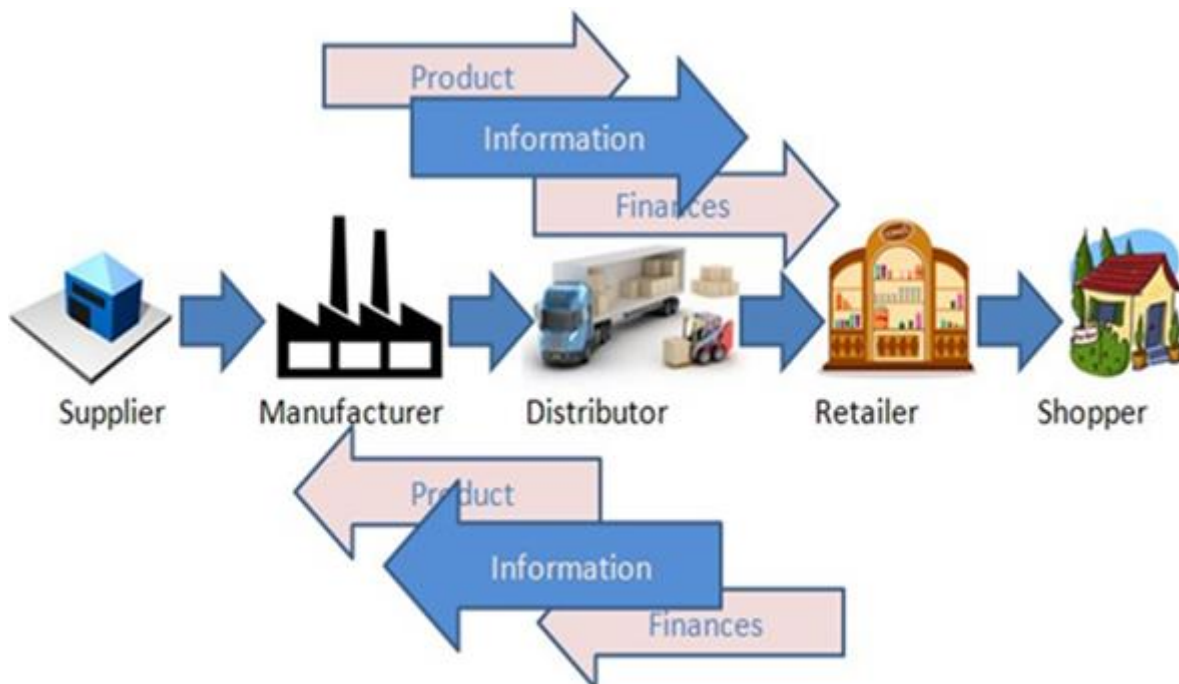 Product
Information
Finances
Supplier Manufacturer Distributor Retailer Shopper
Product
Information
Finances